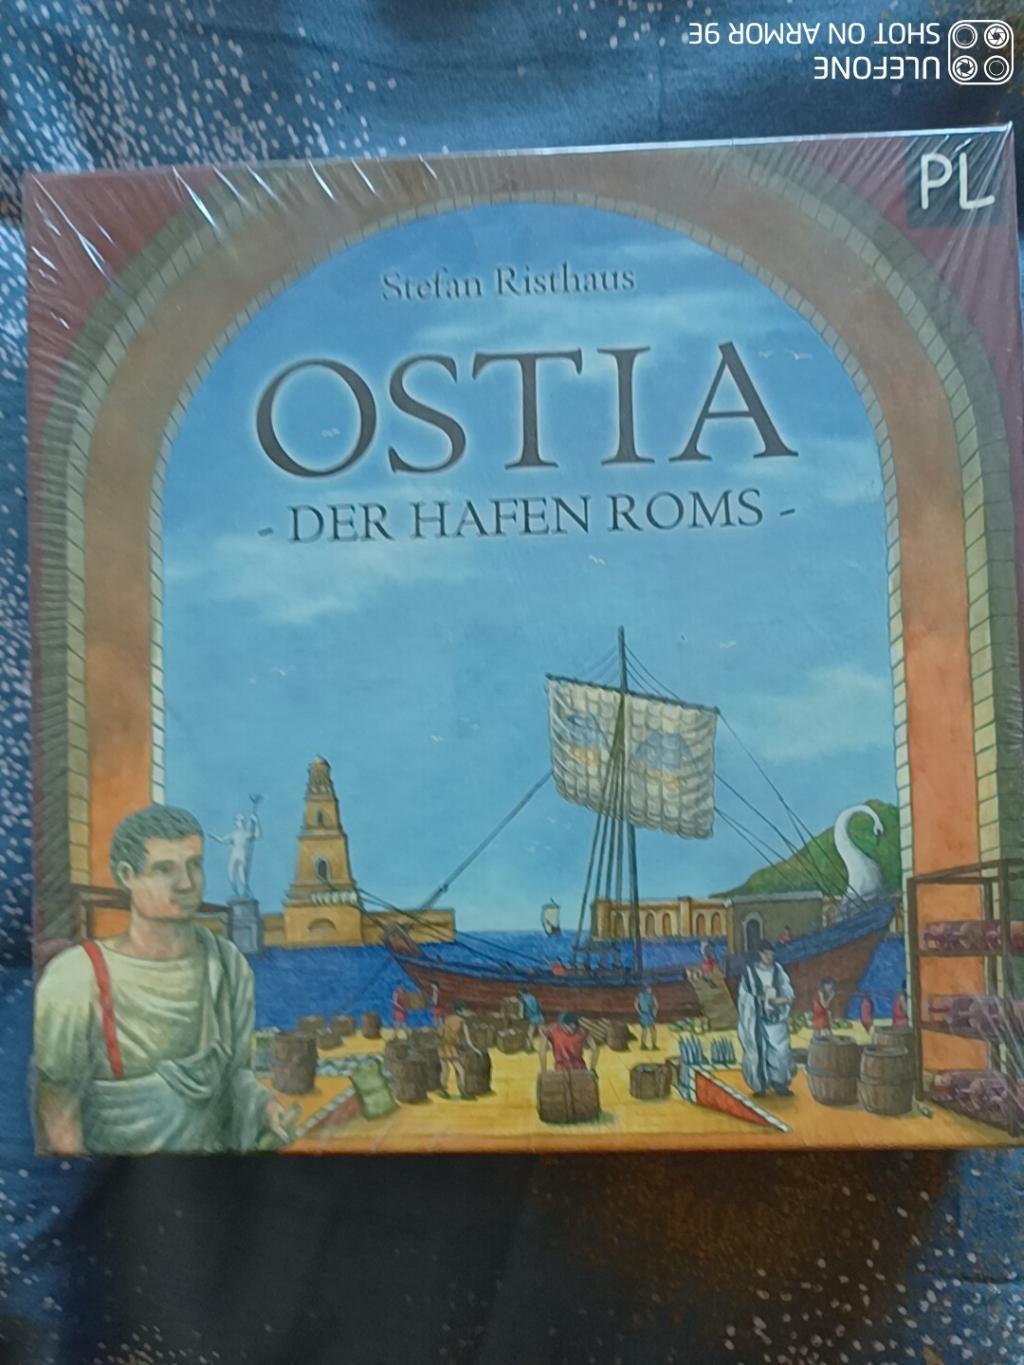 ULEFONE
SHOT ON ARMOR 9E
PL
Stefan Risthaus
OSTIA
- DER HAFEN ROMS -